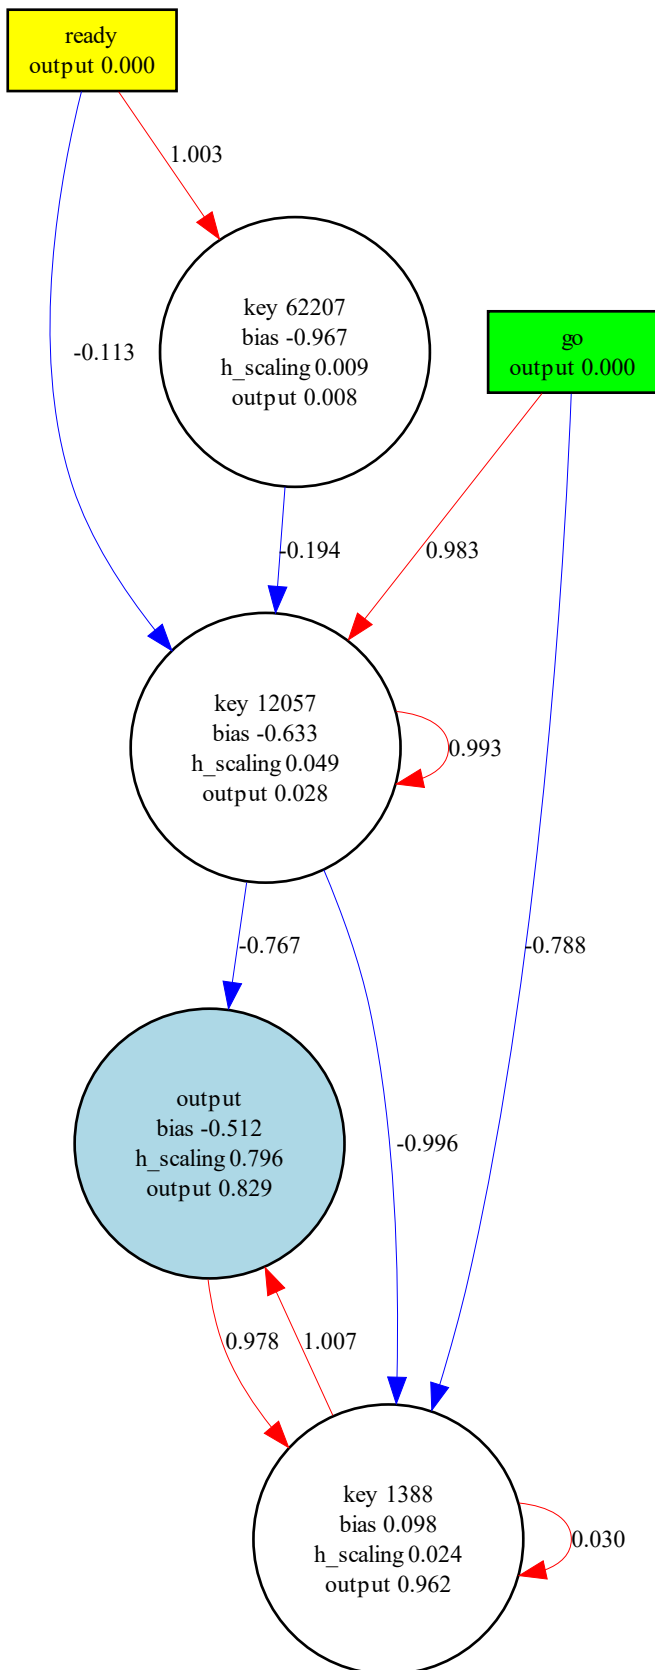 ready
output 0.000
1.003
key 62207
bias -0.967
h_scaling 0.009
output 0.008
go
output 0.000
-0.113
-0.194
0.983
key 12057
bias -0.633
h_scaling 0.049
output 0.028
0.993
-0.767
-0.788
output
bias -0.512
h_scaling 0.796
output 0.829
-0.996
0.978
1.007
key 1388
bias 0.098
h_scaling 0.024
output 0.962
0.030